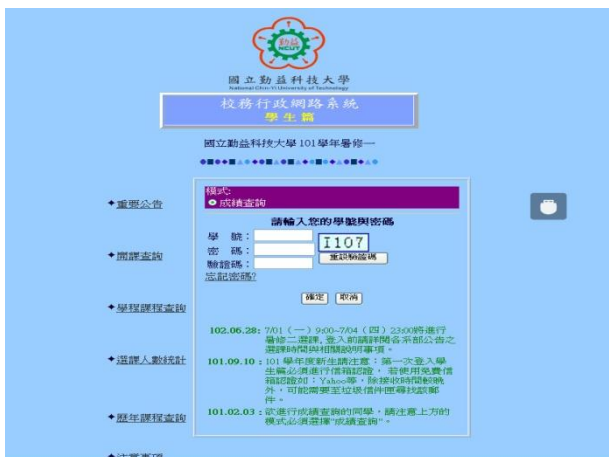 勤益
NCUT
國立勤益科技大學
National Chin-Yi University of Technology
校務行政網路系統
學生篇
國立勤益科技大學101學年暑修一
模式:
成績查詢
請輸入您的學號與密碼
學 號：
密 碼：
驗證碼：
I107
重設驗證碼
忘記密碼?
確定 取消
重要公告
開課查詢
學程課程查詢
選課人數統計
歷年課程查詢
102.06.28: 7/01（一）9:00~7/04（四）23:00將進行
暑修二選課,登入前請詳閱各系部公告之
選課時間與相關說明事項。
101.09.10：101 學年度新生請注意：第一次登入學
生篇必須進行信箱認證， 若使用免費信
箱認證如：Yahoo等，除接收時間較晚
外，可能需要至垃圾信件匣尋找該郵
件。
101.02.03：欲進行成績查詢的同學，請注意上方的
模式必須選擇"成績查詢"。